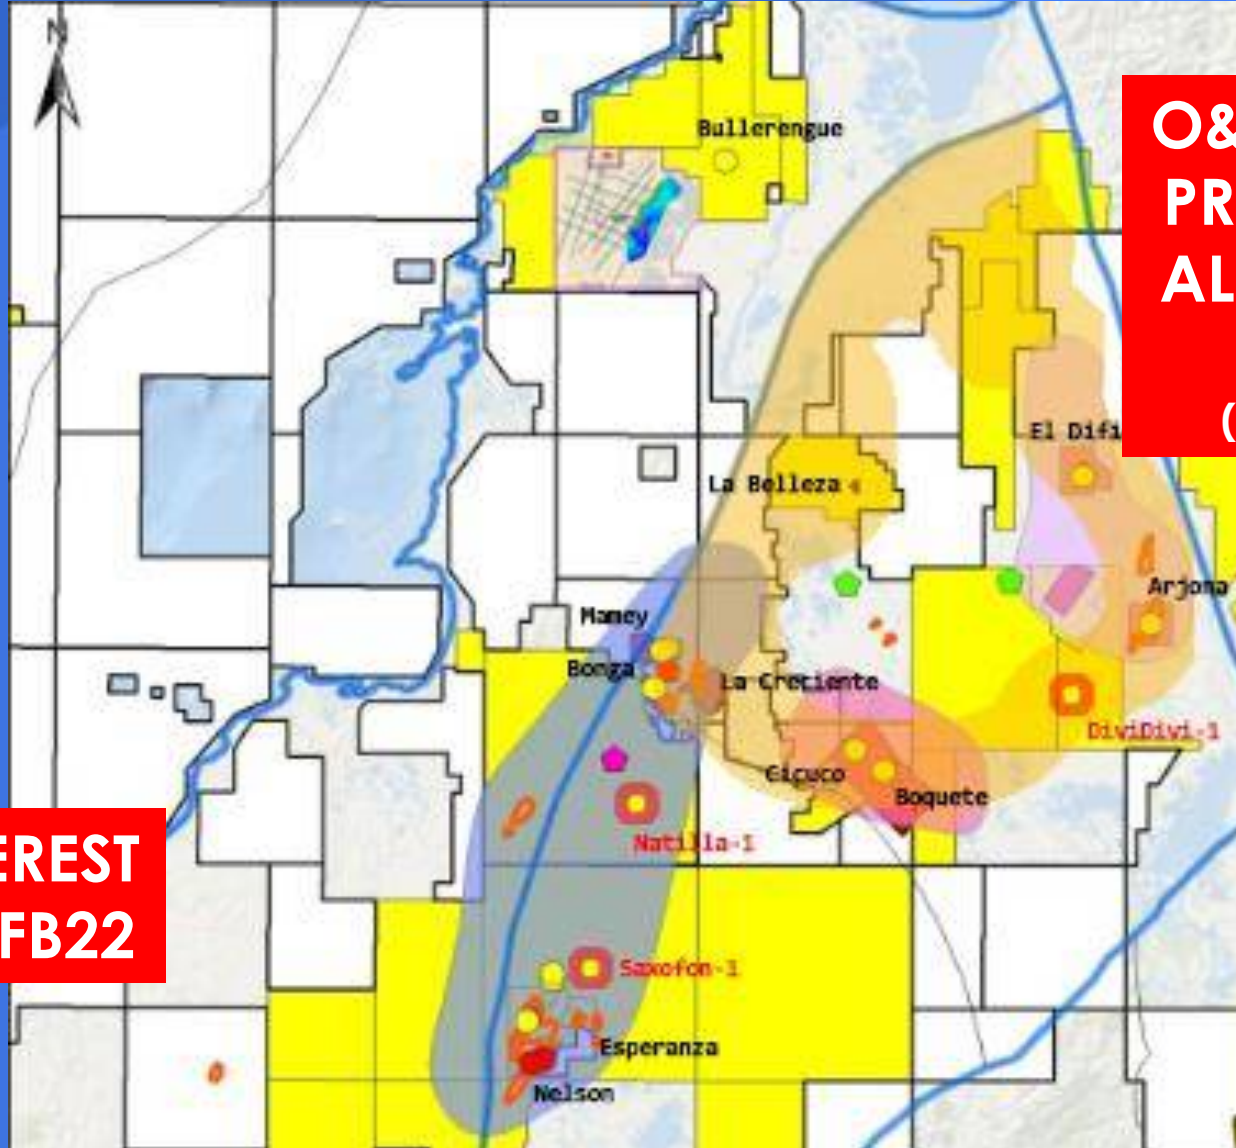 N
Bullerengue
O&
PR
AL
(
El Difi
La Belleza
Arjona
Mamey
Bonga
La Creciente
DiviDivi-1
Cicuco
Boquete
Natilla-1
EREST
FB22
Saxofon-1
Esperanza
Nelson